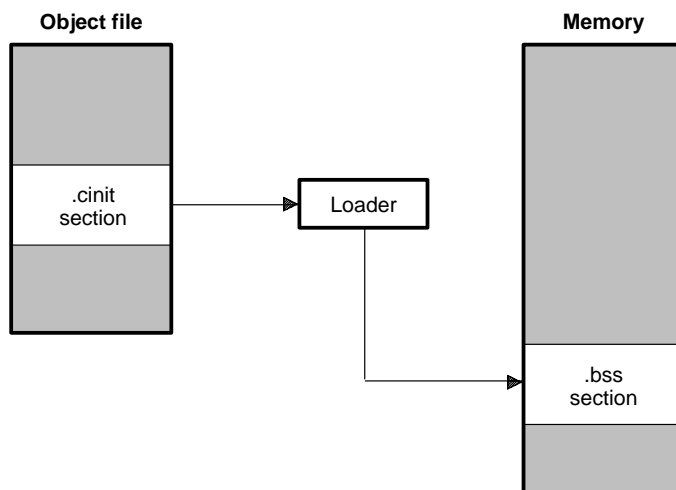 Object file
Memory
.cinit
section
Loader
.bss
section